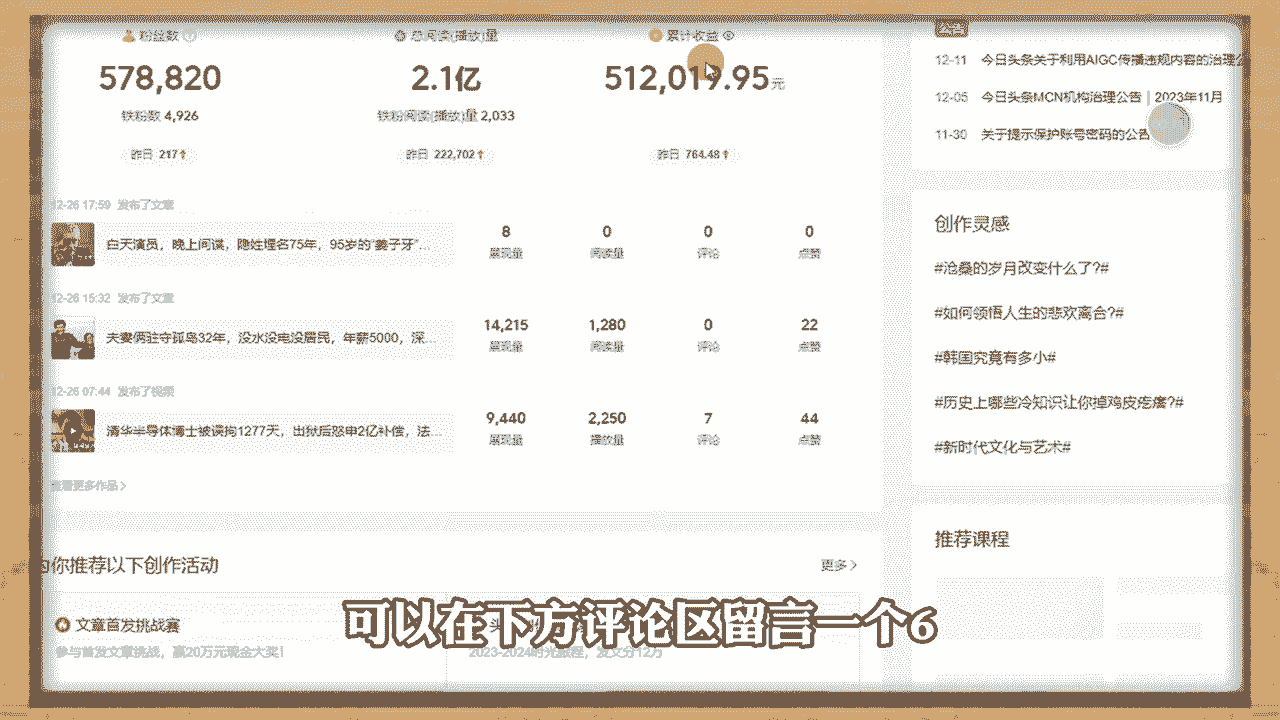 粉丝数
总阅读(播放)量
累计收益
578,820
2.1亿
512,019.95元
铁粉数 4,926
铁粉阅读(播放)量 2,033
昨日 217↑
昨日 222,702↑
昨日 764.48↑
12-26 17:59 发布了文章
白天演员，晚上间谍，隐姓埋名75年，95岁的“姜子牙”...
8
0
0
0
展现量
阅读量
评论
点赞
12-26 15:32 发布了文章
夫妻俩驻守孤岛32年，没水没电没居民，年薪5000，深...
14,215
1,280
0
22
展现量
阅读量
评论
点赞
12-26 07:44 发布了视频
清华半导体博士被误拘1277天，出狱后怒申2亿补偿，法...
9,440
2,250
7
44
展现量
播放量
评论
点赞
查看更多作品>
为你推荐以下创作活动
更多>
文章首发挑战赛
参与首发文章挑战，赢20万元现金大奖！
头
2023-2024时光旅程，发文分12万
公告
12-11 今日头条关于利用AIGC传播违规内容的治理公
12-05 今日头条MCN机构治理公告｜2023年11月
11-30 关于提示保护账号密码的公告
创作灵感
#沧桑的岁月改变什么了?#
#如何领悟人生的悲欢离合?#
#韩国究竟有多小#
#历史上哪些冷知识让你掉鸡皮疙瘩?#
#新时代文化与艺术#
推荐课程
可以在下方评论区留言一个6